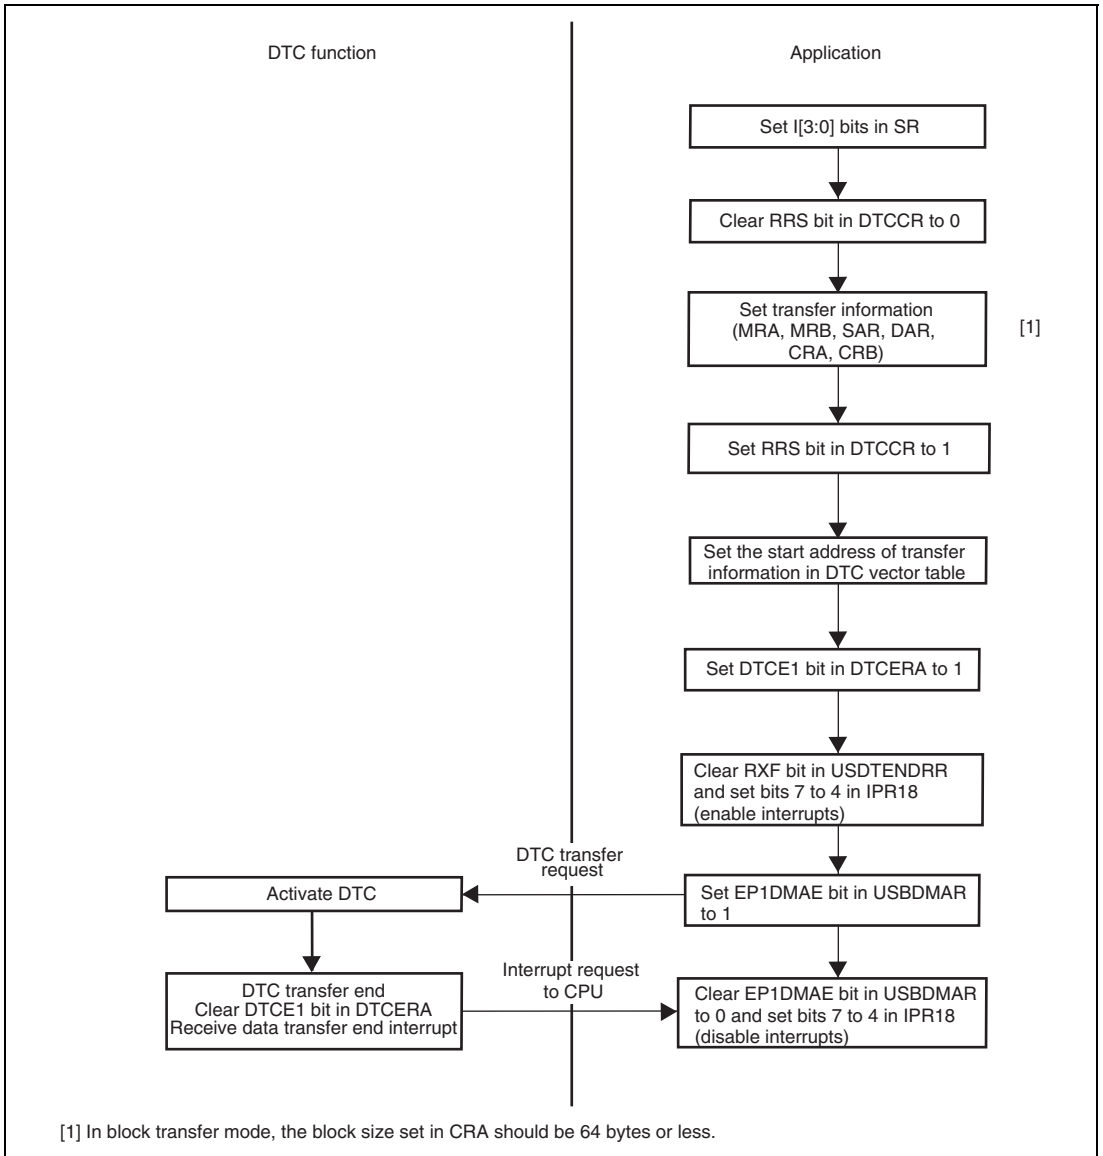 DTC function
Application
Set I[3:0] bits in SR
Clear RRS bit in DTCCR to 0
Set transfer information
(MRA, MRB, SAR, DAR,
CRA, CRB)
[1]
Set RRS bit in DTCCR to 1
Set the start address of transfer
information in DTC vector table
Set DTCE1 bit in DTCERA to 1
Clear RXF bit in USDTENDRR
and set bits 7 to 4 in IPR18
(enable interrupts)
DTC transfer
request
Activate DTC
Set EP1DMAE bit in USBDMAR
to 1
Interrupt request
to CPU
DTC transfer end
Clear DTCE1 bit in DTCERA
Receive data transfer end interrupt
Clear EP1DMAE bit in USBDMAR
to 0 and set bits 7 to 4 in IPR18
(disable interrupts)
[1] In block transfer mode, the block size set in CRA should be 64 bytes or less.